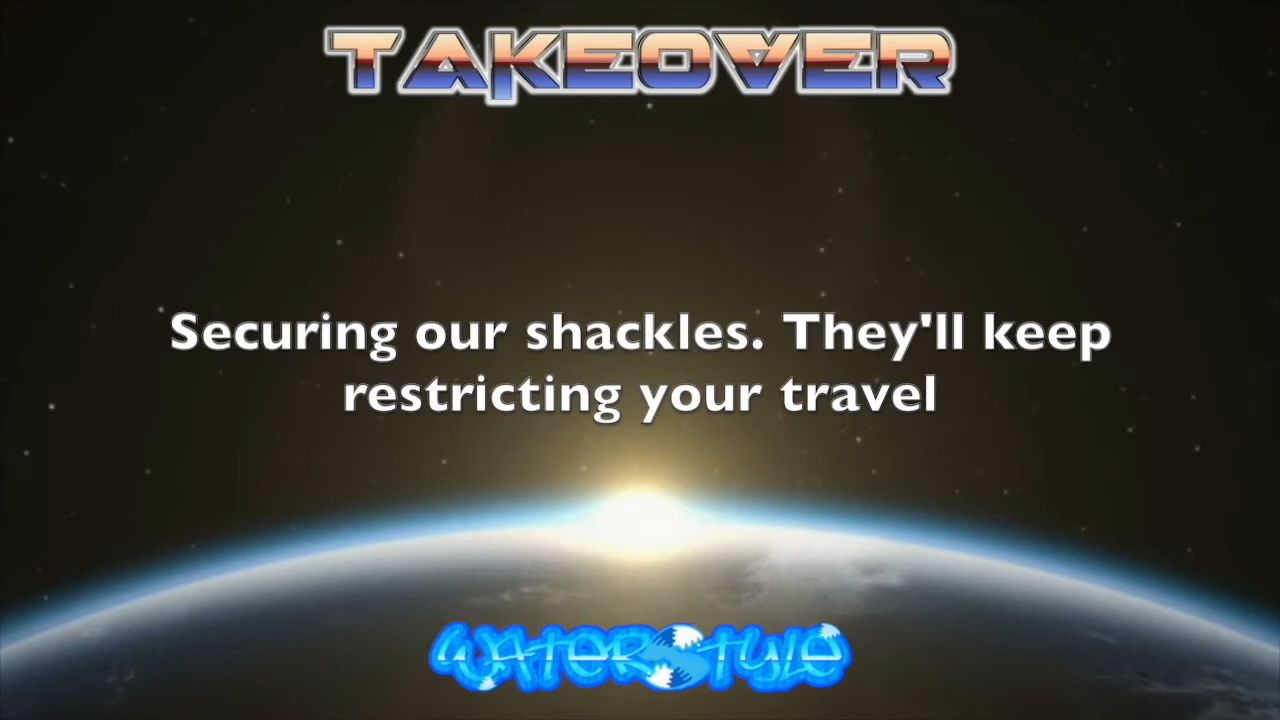 TAKEOVER
Securing our shackles. They'll keep
restricting your travel
WATERSTYLE